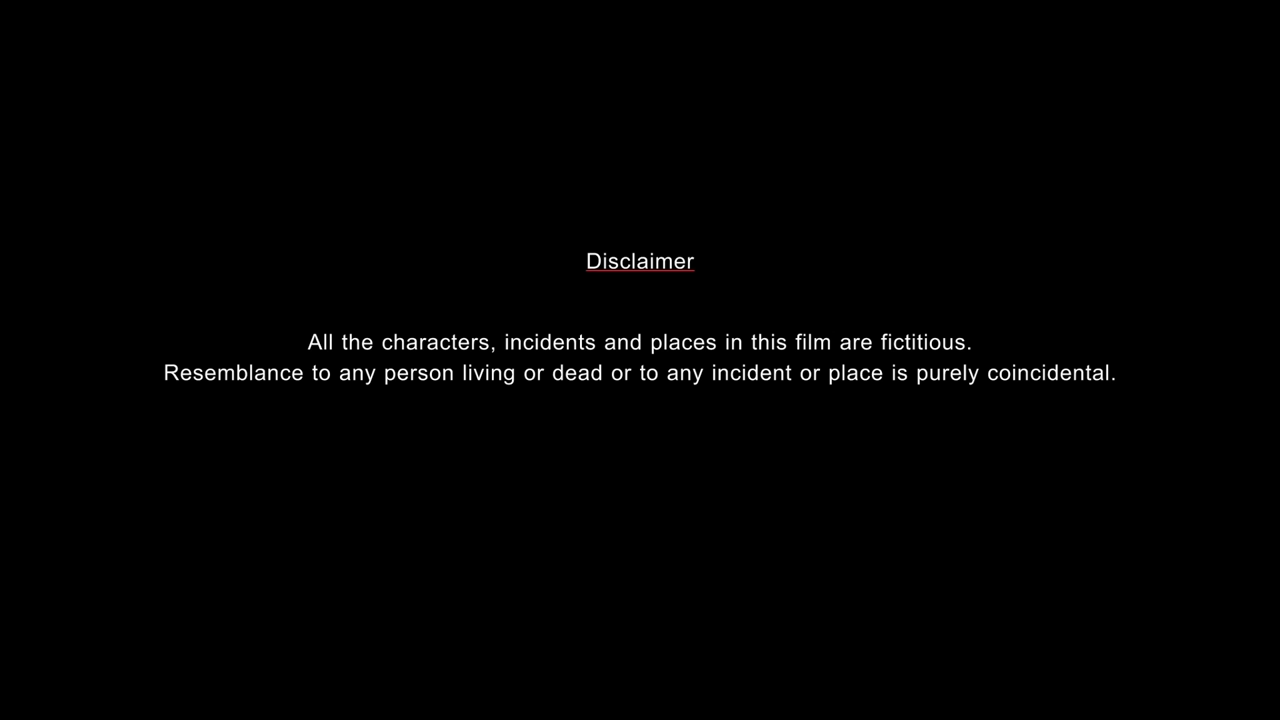 Disclaimer
All the characters, incidents and places in this film are fictitious.
Resemblance to any person living or dead or to any incident or place is purely coincidental.